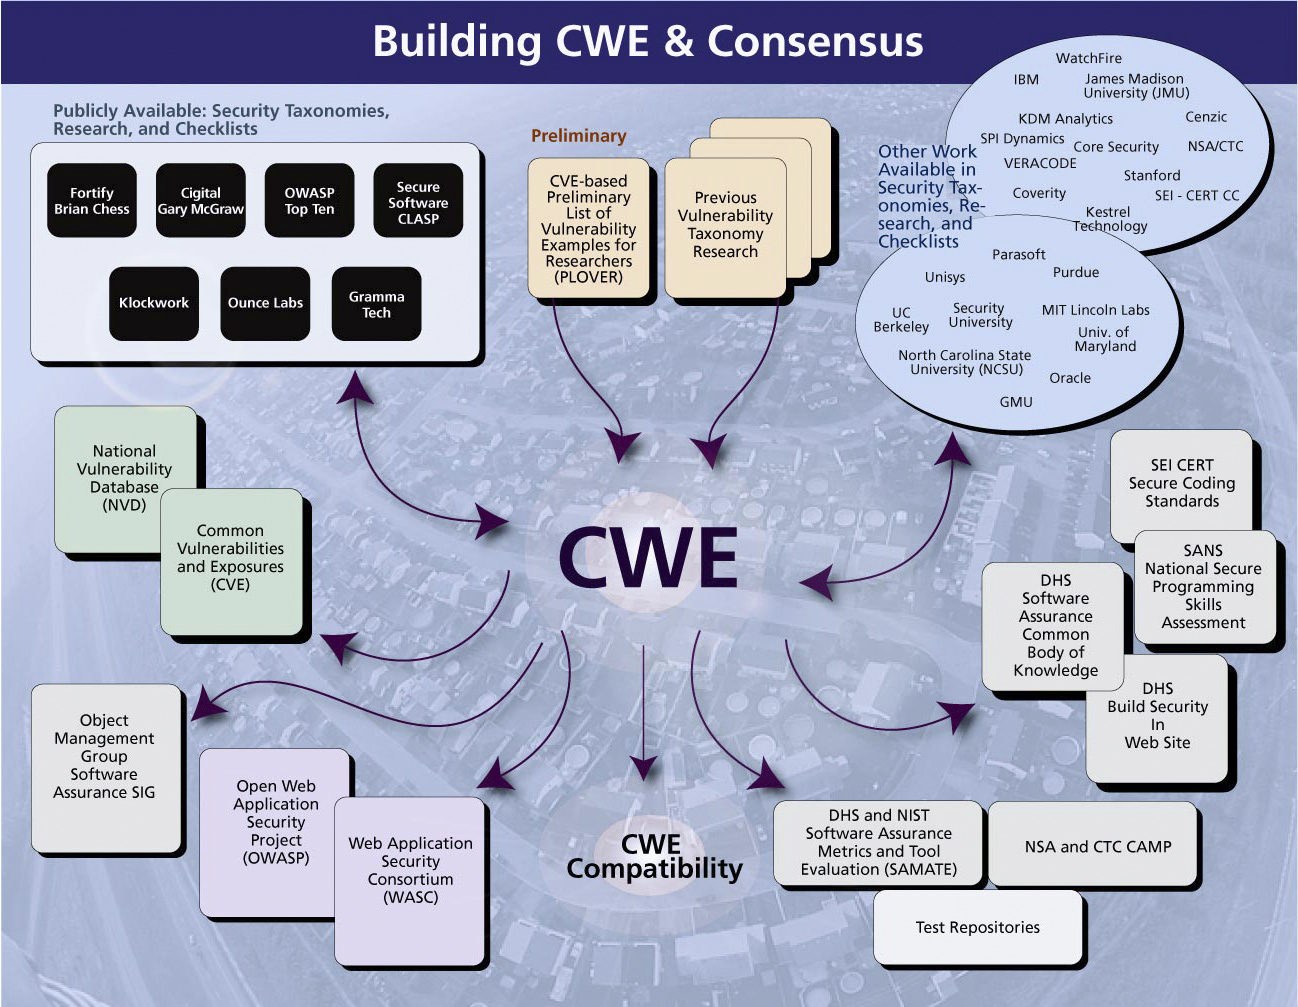 Building CWE & Consensus
Publicly Available: Security Taxonomies,
Research, and Checklists
Fortify
Brian Chess
Cigital
Gary McGraw
OWASP
Top Ten
Secure
Software
CLASP
Klockwork
Ounce Labs
Gramma
Tech
Preliminary
CVE-based
Preliminary
List of
Vulnerability
Examples for
Researchers
(PLOVER)
Previous
Vulnerability
Taxonomy
Research
Other Work
Available in
Security Tax-
onomies, Re-
search, and
Checklists
WatchFire
IBM
James Madison
University (JMU)
KDM Analytics
Cenzic
SPI Dynamics
Core Security
NSA/CTC
VERACODE
Stanford
Coverity
SEI - CERT CC
Kestrel
Technology
Parasoft
Unisys
Purdue
UC
Berkeley
Security
University
MIT Lincoln Labs
Univ. of
Maryland
North Carolina State
University (NCSU)
Oracle
GMU
National
Vulnerability
Database
(NVD)
Common
Vulnerabilities
and Exposures
(CVE)
CWE
SEI CERT
Secure Coding
Standards
SANS
National Secure
Programming
Skills
Assessment
DHS
Software
Assurance
Common
Body of
Knowledge
DHS
Build Security
In
Web Site
Object
Management
Group
Software
Assurance SIG
Open Web
Application
Security
Project
(OWASP)
Web Application
Security
Consortium
(WASC)
CWE
Compatibility
DHS and NIST
Software Assurance
Metrics and Tool
Evaluation (SAMATE)
NSA and CTC CAMP
Test Repositories